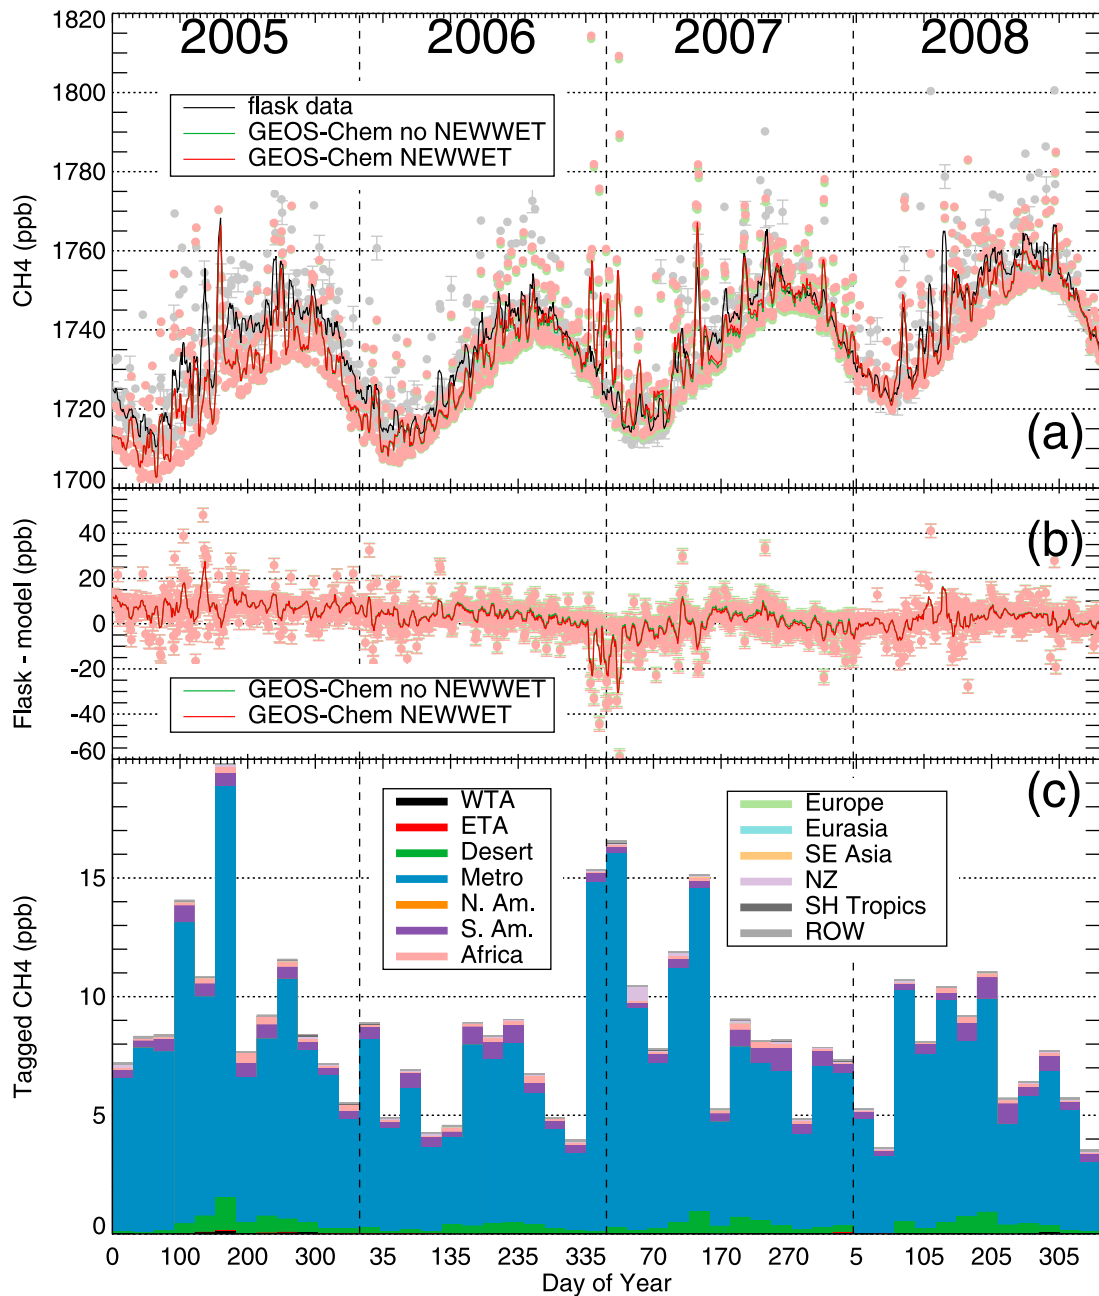 1820
2005 2006 2007 2008
1800
flask data
GEOS-Chem no NEWWET
GEOS-Chem NEWWET
1780
CH4 (ppb)
1760
1740
1720
(a)
1700
40
(b)
20
Flask - model (ppb)
0
-20
GEOS-Chem no NEWWET
GEOS-Chem NEWWET
-40
-60
(c)
WTA
ETA
Desert
Metro
N. Am.
S. Am.
Africa
Europe
Eurasia
SE Asia
NZ
SH Tropics
ROW
15
Tagged CH4 (ppb)
10
5
0
0 100 200 300 35 135 235 335 70 170 270 5 105 205 305
Day of Year